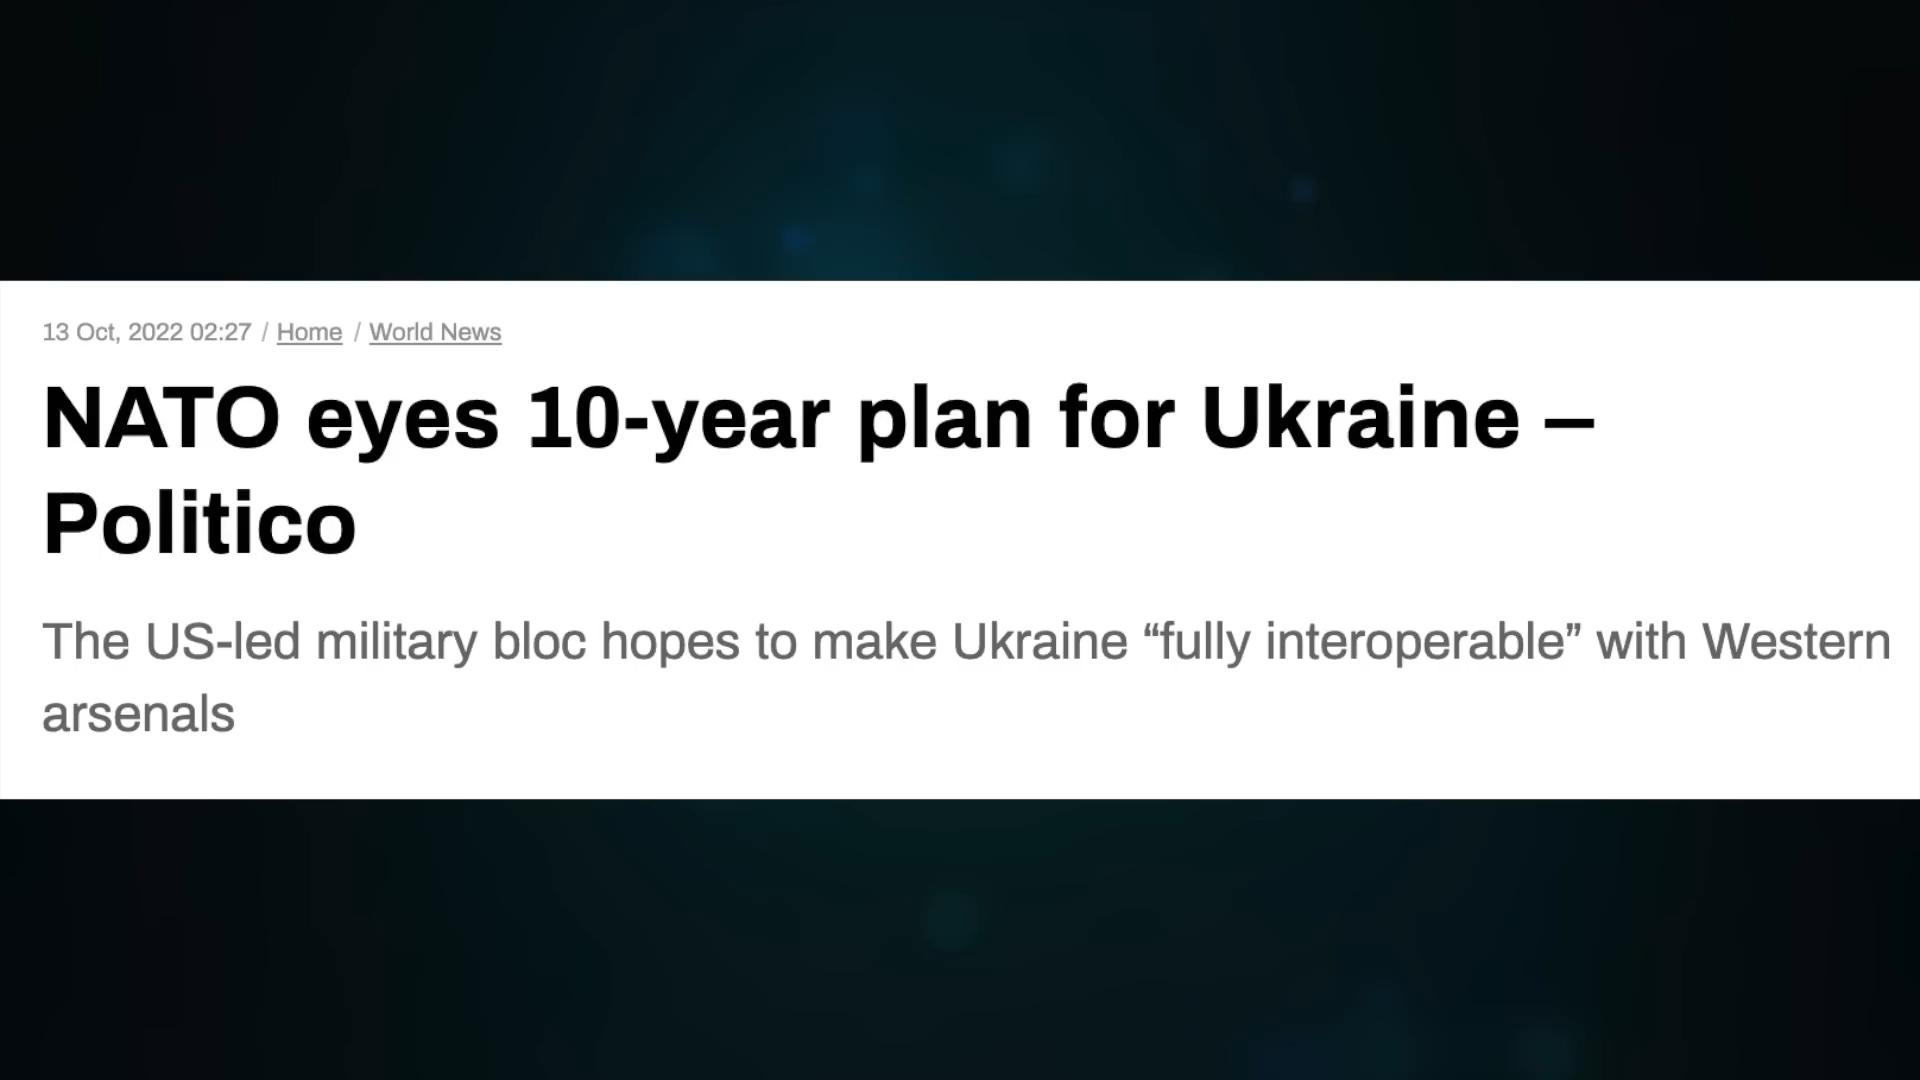 13 Oct, 2022 02:27 / Home / World News
NATO eyes 10-year plan for Ukraine –
Politico
The US-led military bloc hopes to make Ukraine “fully interoperable” with Western
arsenals